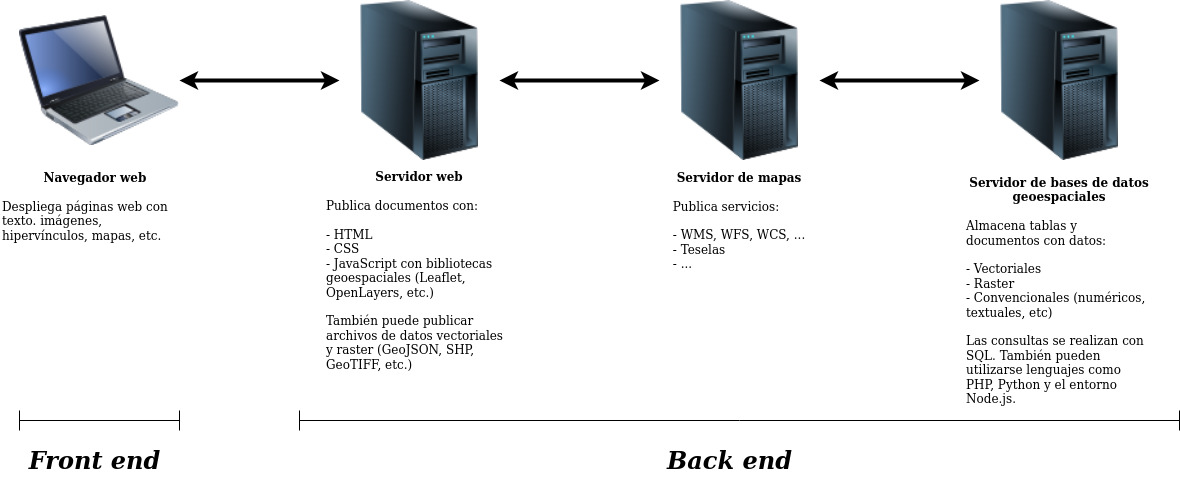 Navegador web
Despliega páginas web con
texto. imágenes,
hipervínculos, mapas, etc.
Servidor web
Publica documentos con:
- HTML
- CSS
- JavaScript con bibliotecas
geoespaciales (Leaflet,
OpenLayers, etc.)
También puede publicar
archivos de datos vectoriales
y raster (GeoJSON, SHP,
GeoTIFF, etc.)
Servidor de mapas
Publica servicios:
- WMS, WFS, WCS, ...
- Teselas
- ...
Servidor de bases de datos
geoespaciales
Almacena tablas y
documentos con datos:
- Vectoriales
- Raster
- Convencionales (numéricos,
textuales, etc)
Las consultas se realizan con
SQL. También pueden
utilizarse lenguajes como
PHP, Python y el entorno
Node.js.
Front end
Back end